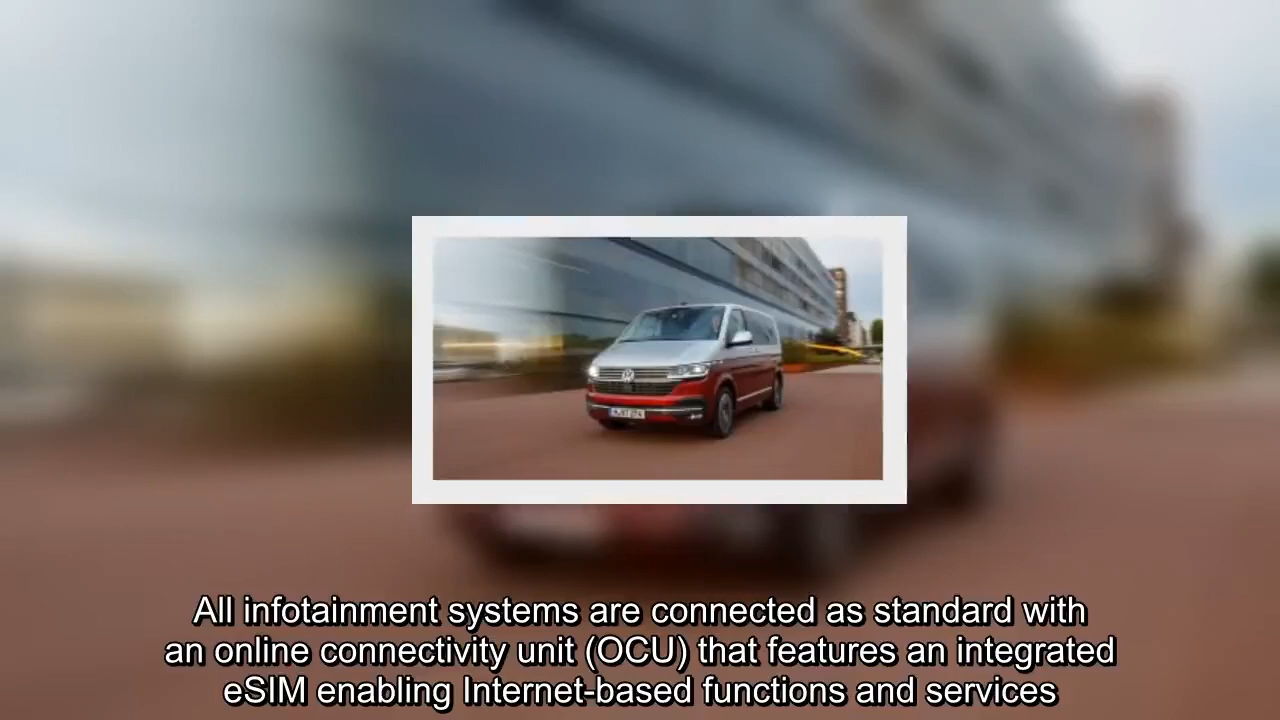 All infotainment systems are connected as standard with
an online connectivity unit (OCU) that features an integrated
eSIM enabling Internet-based functions and services